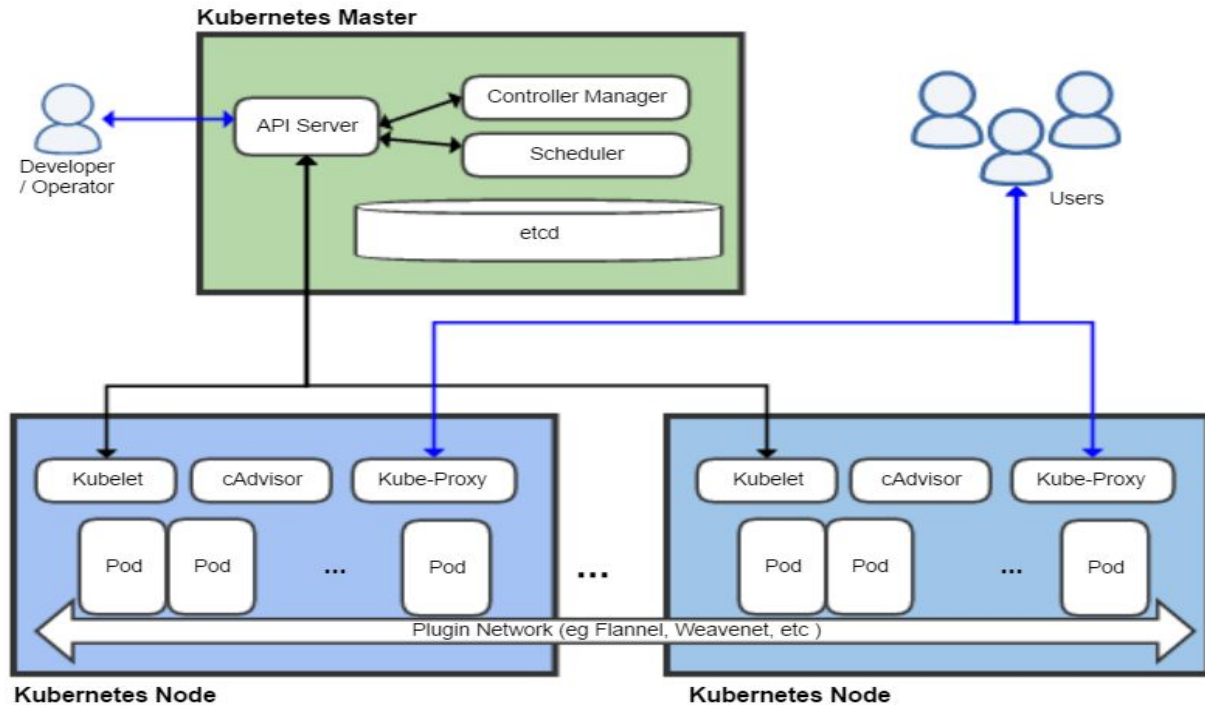 Kubernetes Master
Developer
/ Operator
API Server
Controller Manager
Scheduler
etcd
Users
Kubelet
cAdvisor
Kube-Proxy
Pod
Pod
...
Pod
...
Kubelet
cAdvisor
Kube-Proxy
Pod
Pod
...
Pod
Plugin Network (eg Flannel, Weavenet, etc )
Kubernetes Node
Kubernetes Node